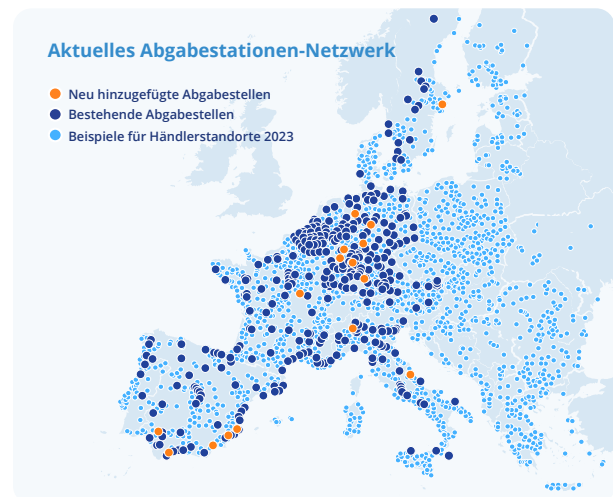 Aktuelles Abgabestationen-Netzwerk
Neu hinzugefügte Abgabestellen
Bestehende Abgabestellen
Beispiele für Händlerstandorte 2023